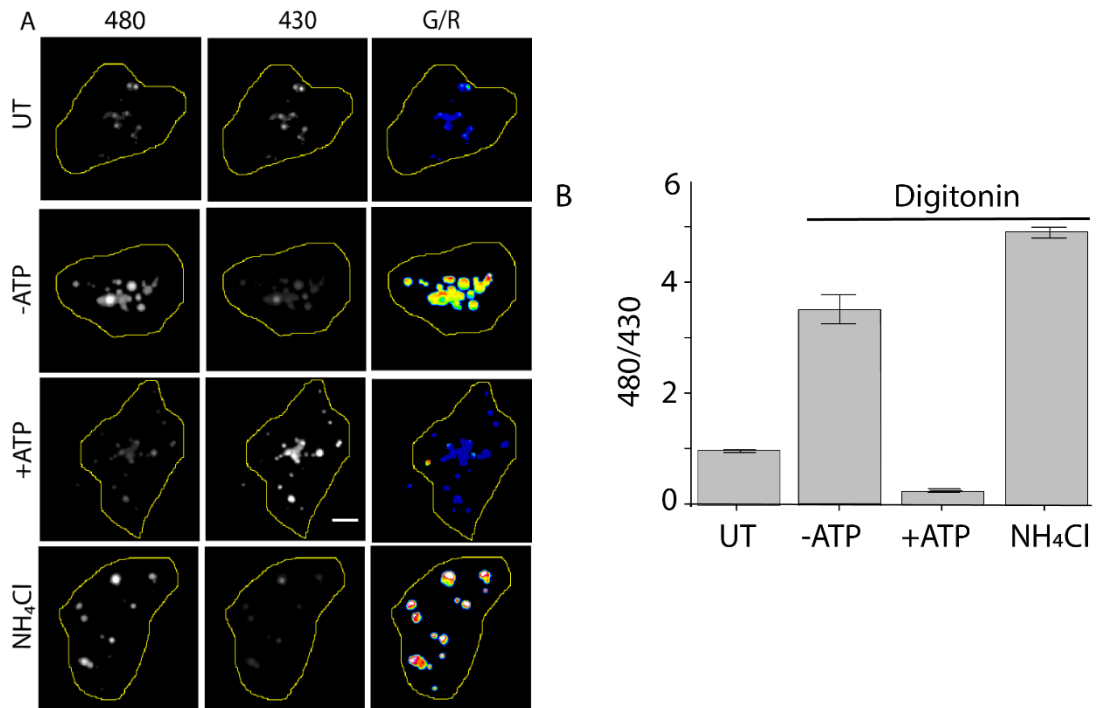 A 480 430 G/R
UT
-ATP
+ATP
NH₄Cl
B
Digitonin
480/430
6
4
2
0
UT -ATP +ATP NH₄Cl